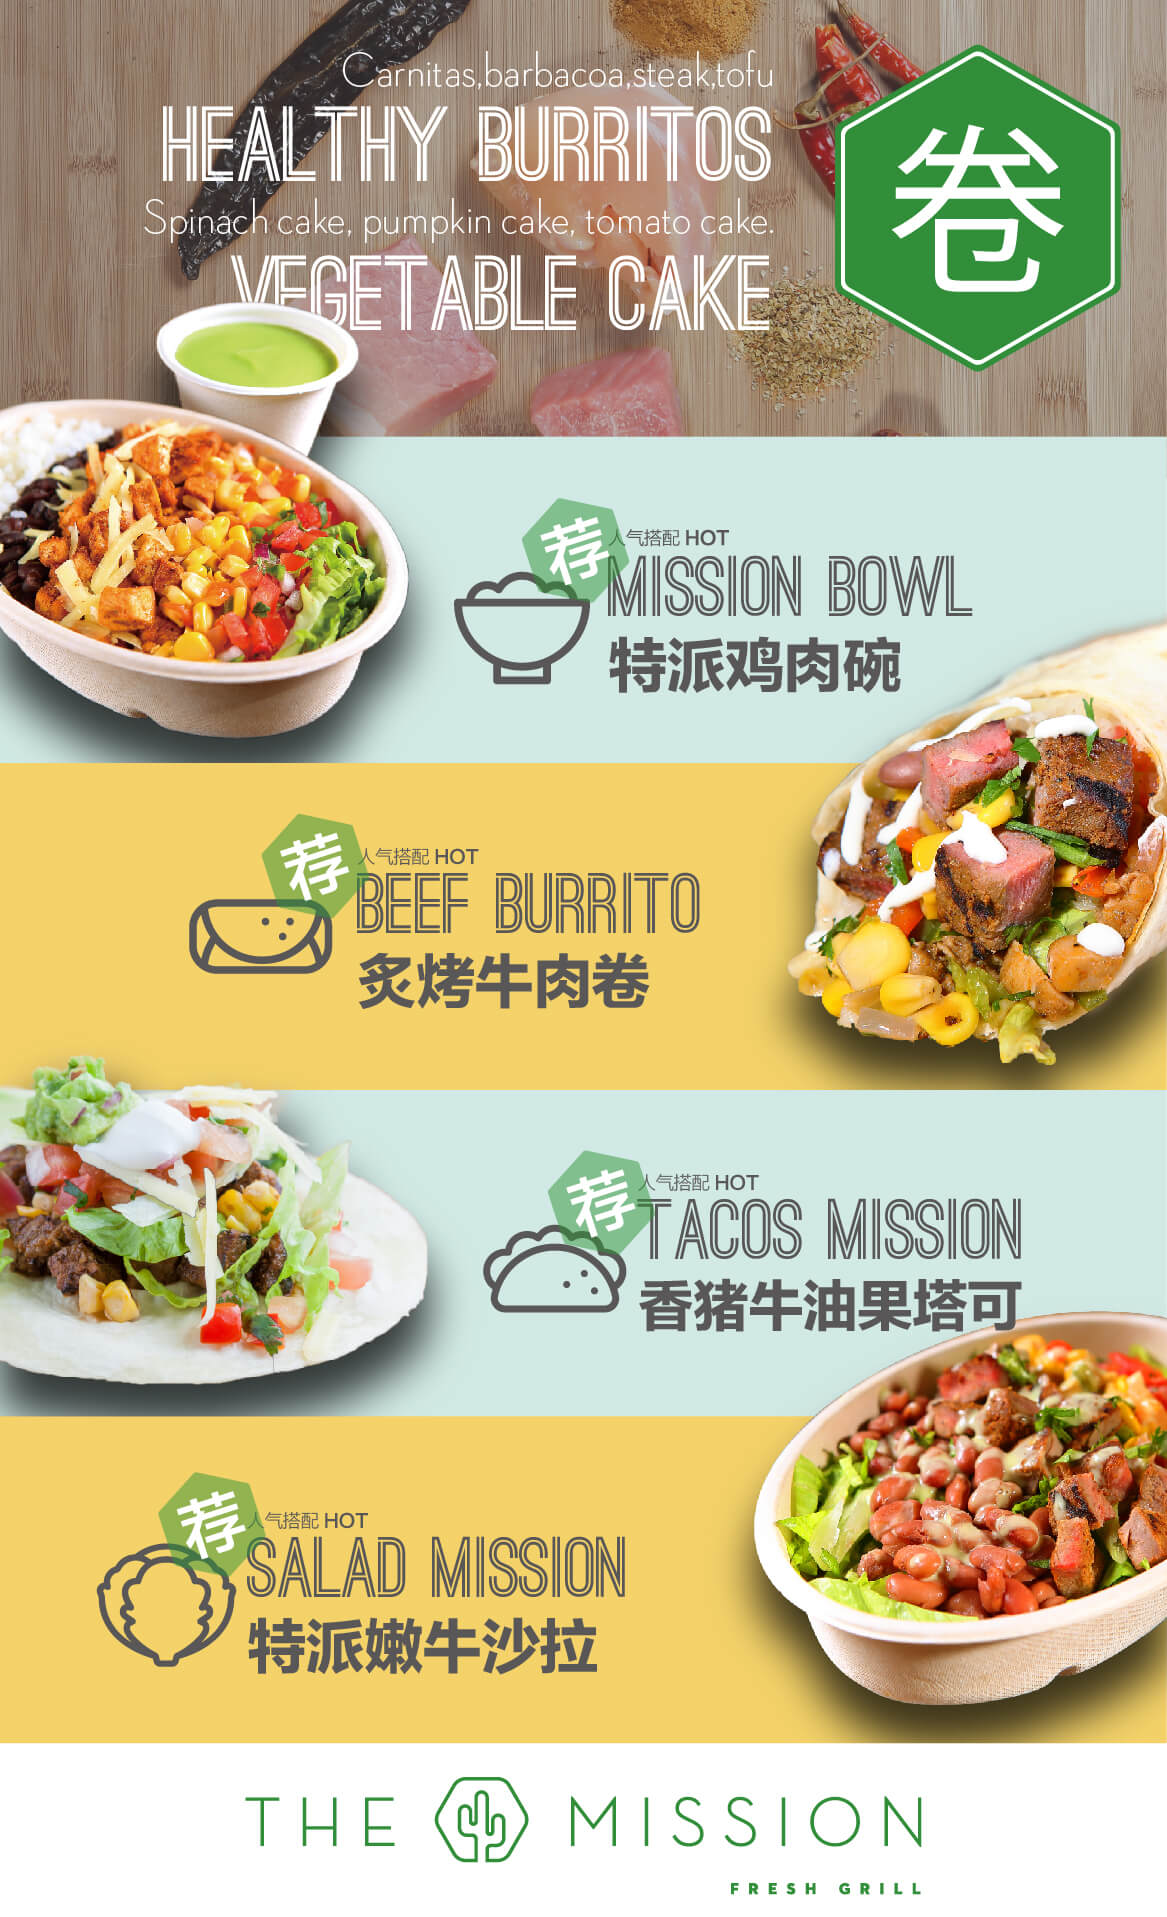 Carnitas,barbacoa,steak,tofu
HEALTHY BURRITOS
Spinach cake, pumpkin cake, tomato cake.
VEGETABLE CAKE
卷
荐
人气搭配 HOT
MISSION BOWL
特派鸡肉碗
荐
人气搭配 HOT
BEEF BURRITO
炙烤牛肉卷
荐
人气搭配 HOT
TACOS MISSION
香猪牛油果塔可
荐
人气搭配 HOT
SALAD MISSION
特派嫩牛沙拉
THE MISSION
FRESH GRILL